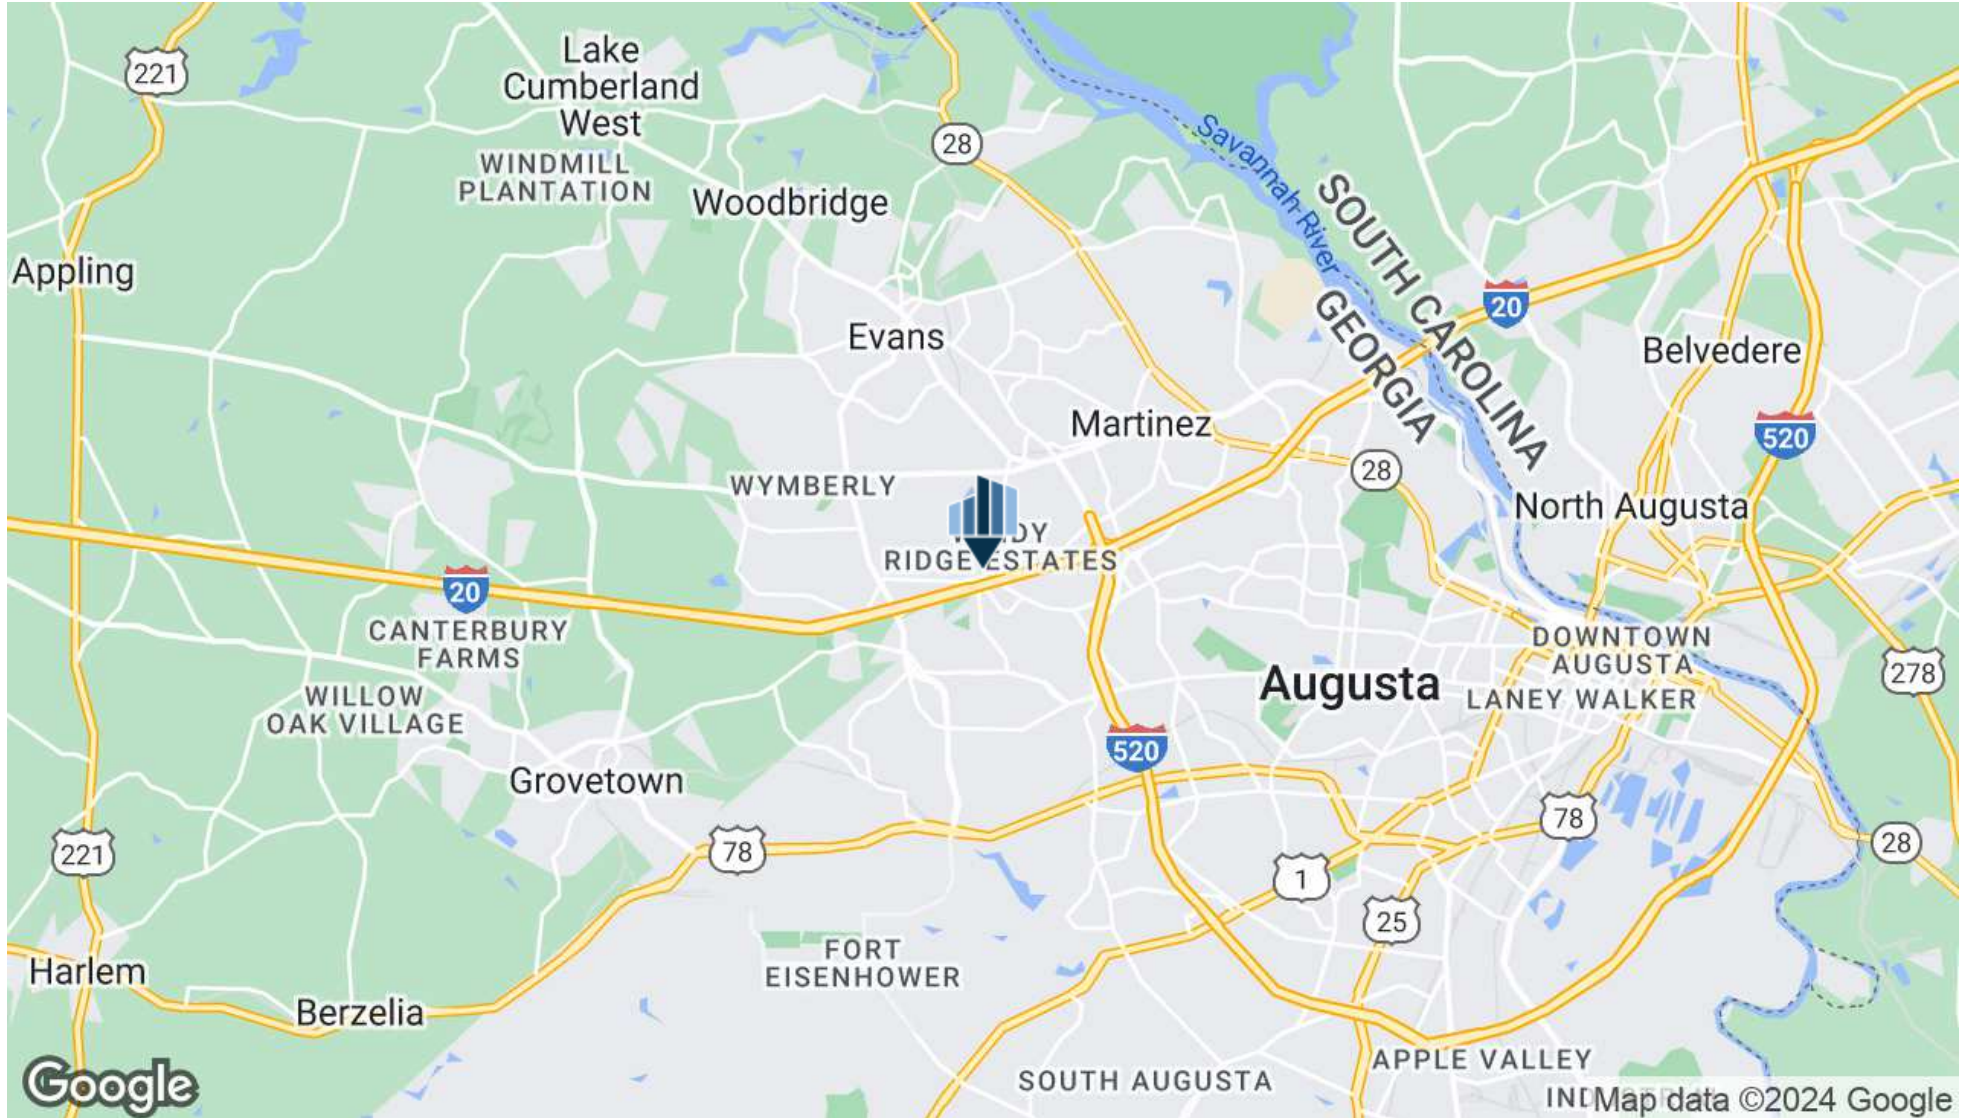 221
Lake
Cumberland
West
28
WINDMILL
PLANTATION
Woodbridge
Savannah River
SOUTH CAROLINA
GEORGIA
Appling
20
Evans
Belvedere
Martinez
520
28
WYMBERLY
North Augusta
RIDGE ESTATES
20
CANTERBURY
FARMS
DOWNTOWN
AUGUSTA
278
WILLOW
OAK VILLAGE
Augusta
LANEY WALKER
520
Grovetown
78
78
221
28
1
25
FORT
EISENHOWER
Harlem
Berzelia
APPLE VALLEY
SOUTH AUGUSTA
Google
Map data ©2024 Google